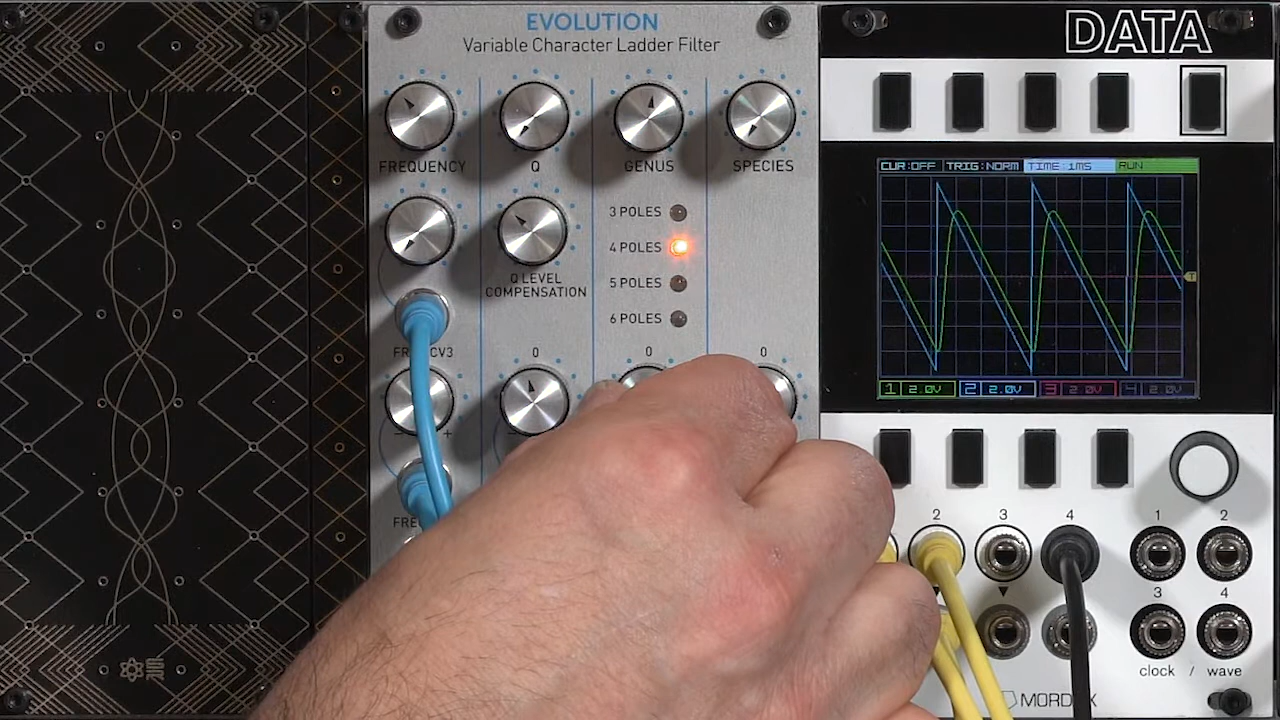 EVOLUTION
Variable Character Ladder Filter
FREQUENCY
Q
GENUS
SPECIES
3 POLES
4 POLES
5 POLES
6 POLES
Q LEVEL
COMPENSATION
0
0
0
- +
DATA
CUR:OFF TRIG:NORM TIME 1mS RUN
T
1 2.0V 2 2.0V 3 2.0V 4 2.0V
2 3 4
1 2
3 4
clock / wave